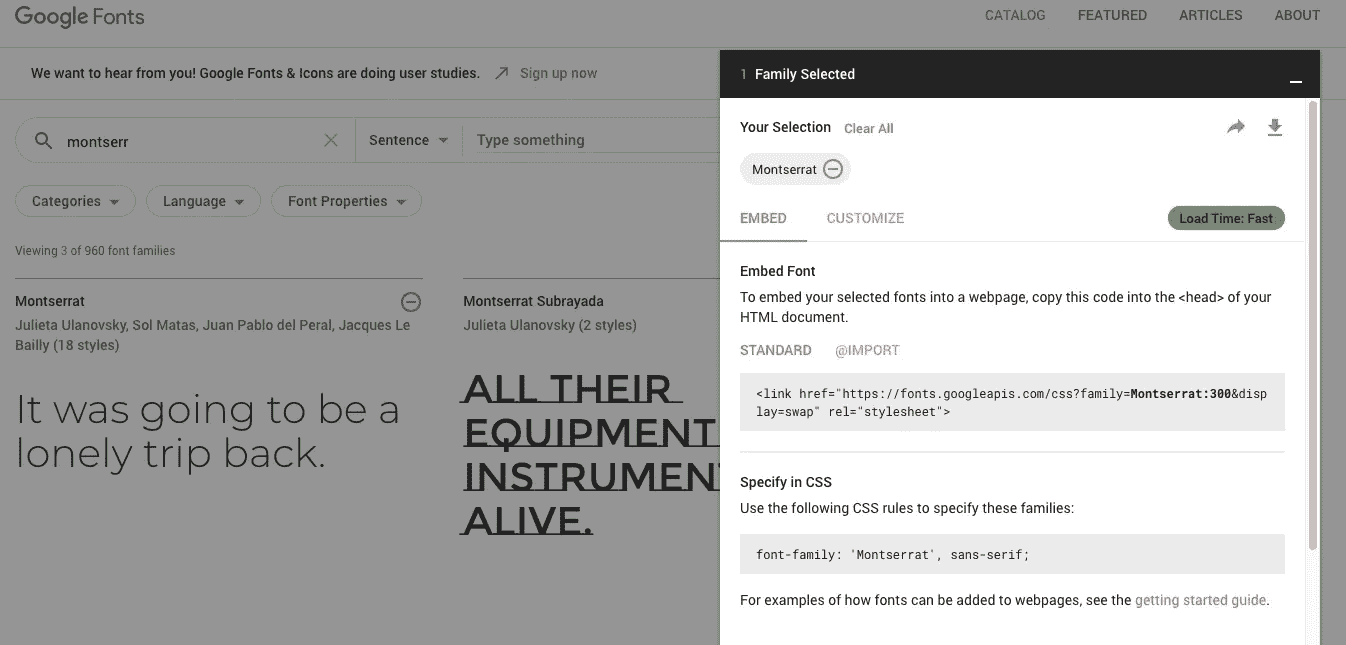 Google Fonts
CATALOG FEATURED ARTICLES ABOUT
We want to hear from you! Google Fonts & Icons are doing user studies. Sign up now
montserr
Sentence
Type something
Categories
Language
Font Properties
Viewing 3 of 960 font families
Montserrat
Julieta Ulanovsky, Sol Matas, Juan Pablo del Peral, Jacques Le
Bailly (18 styles)
It was going to be a
lonely trip back.
Montserrat Subrayada
Julieta Ulanovsky (2 styles)
ALL THEIR
EQUIPMENT
INSTRUMEN
ALIVE.
1 Family Selected
Your Selection Clear All
Montserrat
EMBED CUSTOMIZE
Load Time: Fast
Embed Font
To embed your selected fonts into a webpage, copy this code into the <head> of your
HTML document.
STANDARD @IMPORT
<link href="https://fonts.googleapis.com/css?family=Montserrat:300&disp
lay=swap" rel="stylesheet">
Specify in CSS
Use the following CSS rules to specify these families:
font-family: 'Montserrat', sans-serif;
For examples of how fonts can be added to webpages, see the getting started guide.